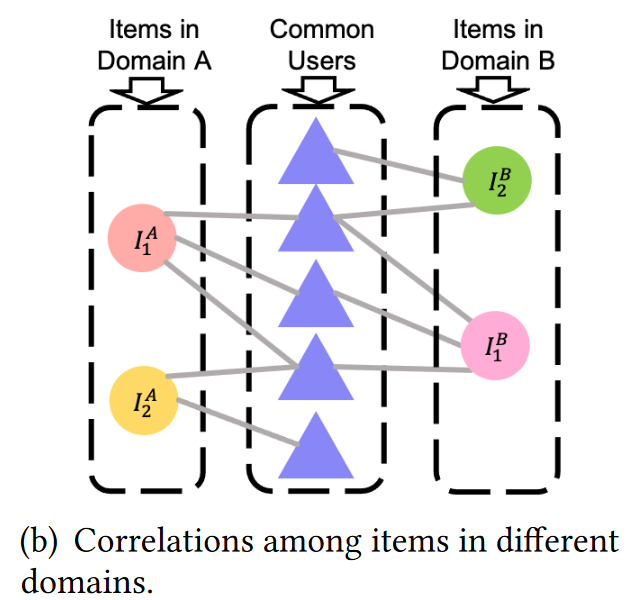 Items in
Domain A
Common
Users
Items in
Domain B
I_2^B
I_1^A
I_1^B
I_2^A
(b) Correlations among items in different
domains.